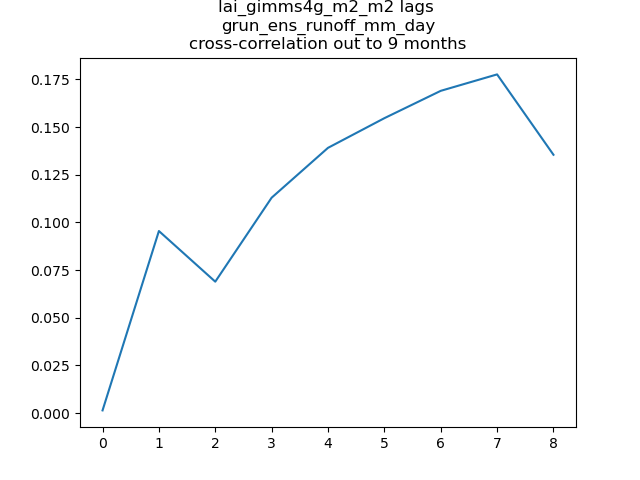 lai_gimms4g_m2_m2 lags
grun_ens_runoff_mm_day
cross-correlation out to 9 months
0.175
0.150
0.125
0.100
0.075
0.050
0.025
0.000
0 1 2 3 4 5 6 7 8